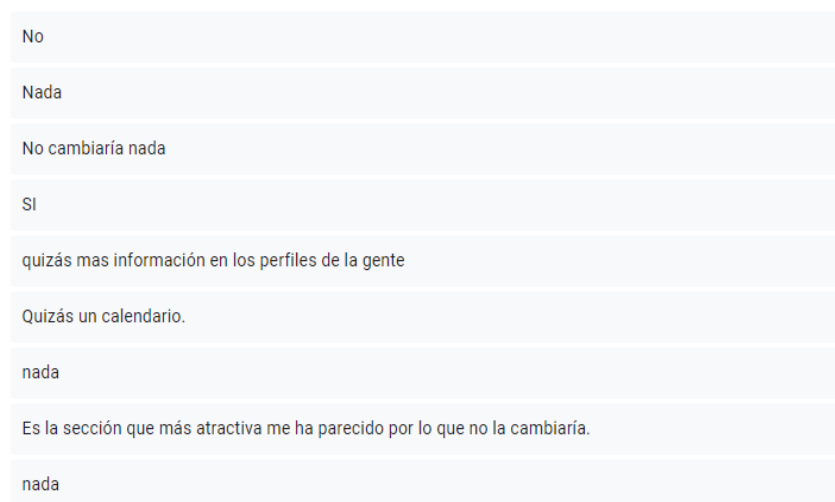 No
Nada
No cambiaría nada
SI
quizás mas información en los perfiles de la gente
Quizás un calendario.
nada
Es la sección que más atractiva me ha parecido por lo que no la cambiaría.
nada